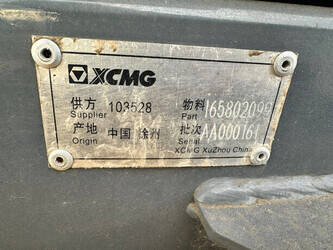 XCMG
供方 103528 物料 165802099
Supplier Part
产地 中国 徐州 批次 AA000161
Origin Serial
XCMG XuZhou China